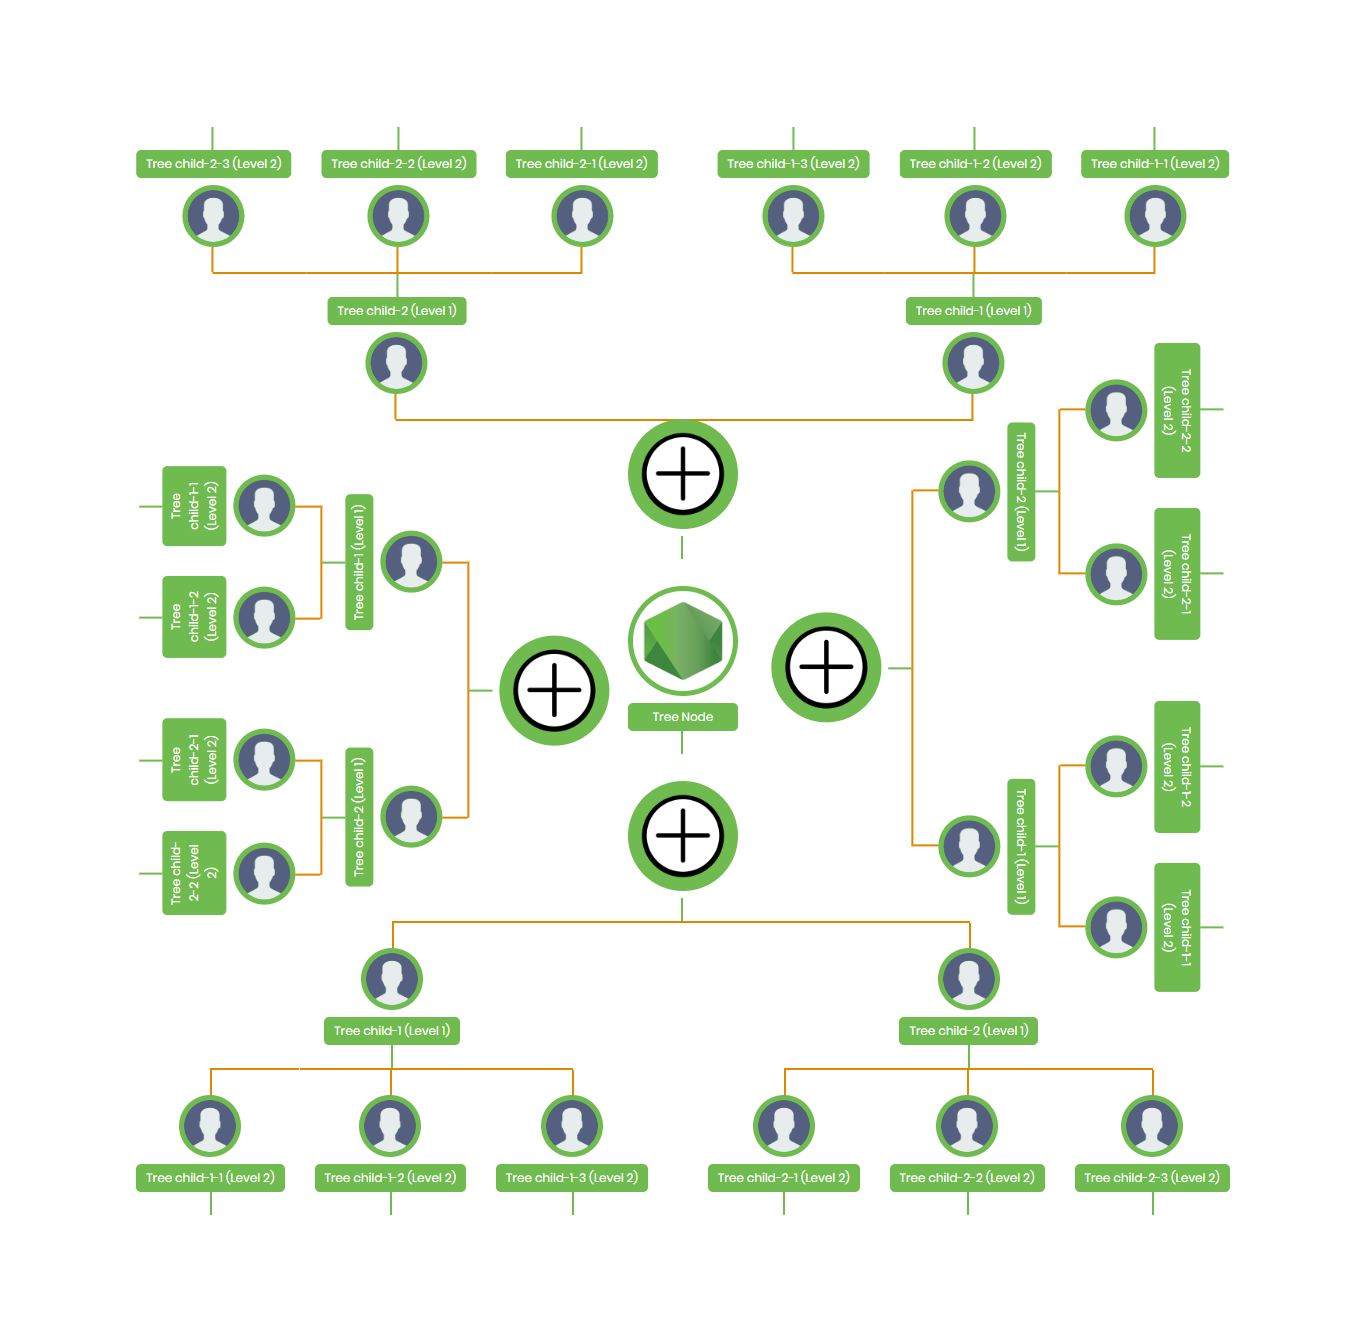 Tree child-2-3 (Level 2)
Tree child-2-2 (Level 2)
Tree child-2-1 (Level 2)
Tree child-1-3 (Level 2)
Tree child-1-2 (Level 2)
Tree child-1-1 (Level 2)
Tree child-2 (Level 1)
Tree child-1 (Level 1)
Tree
child-1-1
(Level 2)
Tree
child-1-2
(Level 2)
Tree child-1 (Level 1)
Tree
child-2-1
(Level 2)
Tree child-
2-2 (Level
2)
Tree child-2 (Level 1)
Tree Node
Tree child-2 (Level 1)
Tree child-2-2
(Level 2)
Tree child-2-1
(Level 2)
Tree child-1 (Level 1)
Tree child-1-2
(Level 2)
Tree child-1-1
(Level 2)
Tree child-1 (Level 1)
Tree child-2 (Level 1)
Tree child-1-1 (Level 2)
Tree child-1-2 (Level 2)
Tree child-1-3 (Level 2)
Tree child-2-1 (Level 2)
Tree child-2-2 (Level 2)
Tree child-2-3 (Level 2)